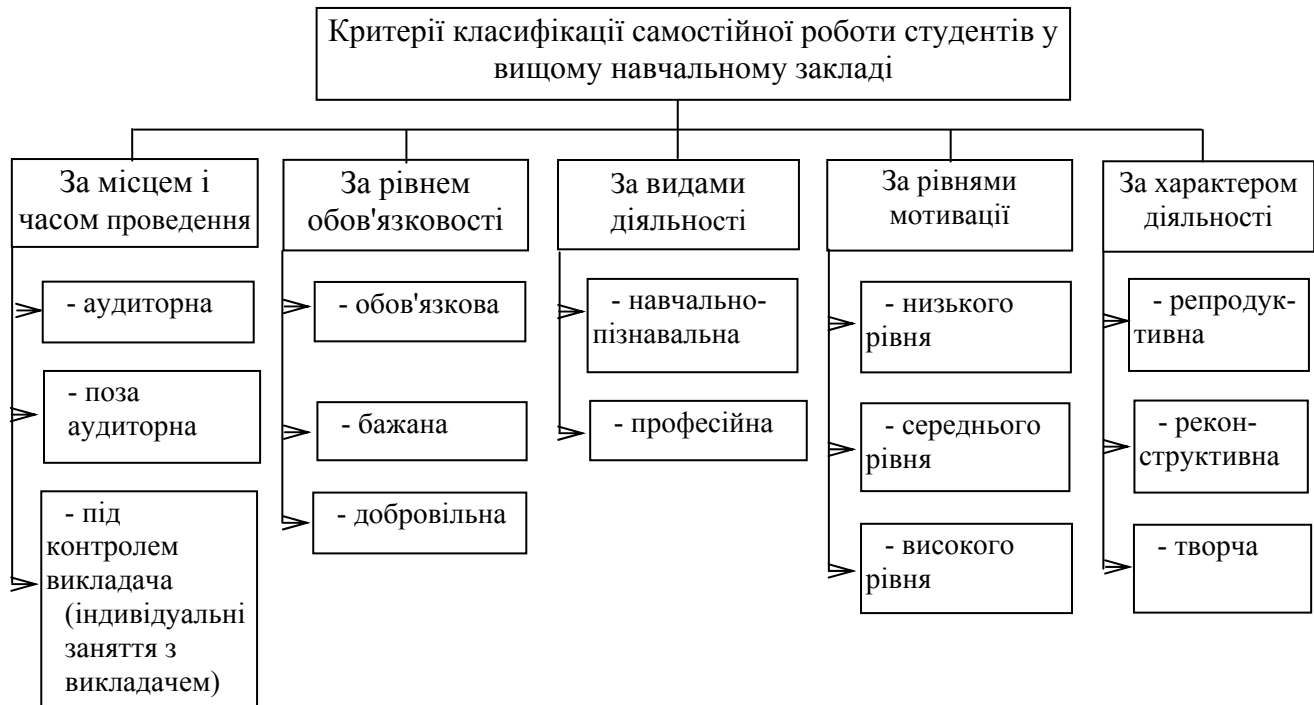 Критерії класифікації самостійної роботи студентів у
вищому навчальному закладі
За місцем і
часом проведення
- аудиторна
- поза
аудиторна
- під
контролем
викладача
(індивідуальні
заняття з
викладачем)
За рівнем
обов'язковості
- обов'язкова
- бажана
- добровільна
За видами
діяльності
- навчально-
пізнавальна
- професійна
За рівнями
мотивації
- низького
рівня
- середнього
рівня
- високого
рівня
За характером
діяльності
- репродук-
тивна
- рекон-
структивна
- творча